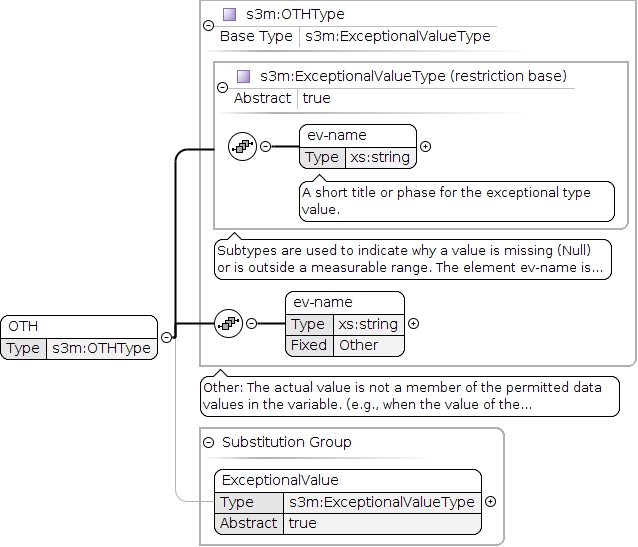 s3m:OTHType
Base Type s3m:ExceptionalValueType
s3m:ExceptionalValueType (restriction base)
Abstract true
ev-name
Type xs:string
A short title or phase for the exceptional type
value.
Subtypes are used to indicate why a value is missing (Null)
or is outside a measurable range. The element ev-name is...
ev-name
Type xs:string
Fixed Other
OTH
Type s3m:OTHType
Other: The actual value is not a member of the permitted data
values in the variable. (e.g., when the value of the...
Substitution Group
ExceptionalValue
Type s3m:ExceptionalValueType
Abstract true